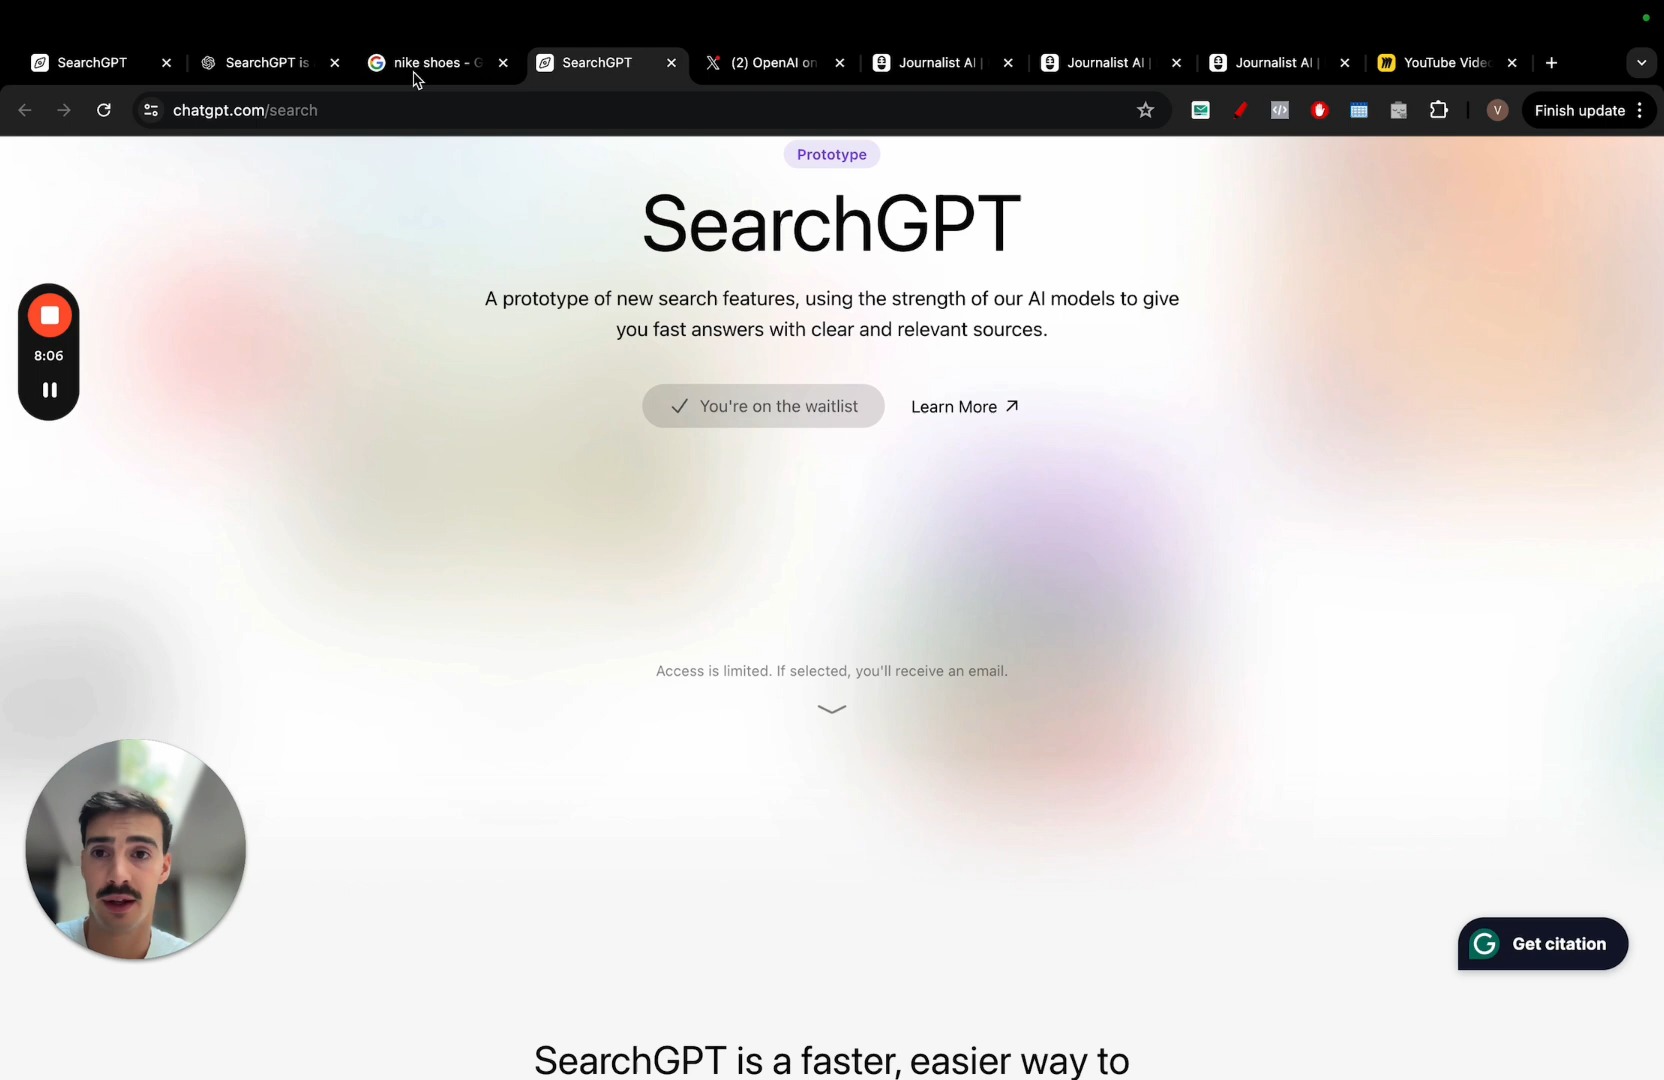 SearchGPT
SearchGPT is
nike shoes - G
SearchGPT
(2) OpenAI on
Journalist AI |
Journalist AI |
Journalist AI |
YouTube Vide
chatgpt.com/search
V
Finish update
Prototype
SearchGPT
A prototype of new search features, using the strength of our AI models to give
you fast answers with clear and relevant sources.
8:06
You're on the waitlist
Learn More
Access is limited. If selected, you'll receive an email.
Get citation
SearchGPT is a faster, easier way to